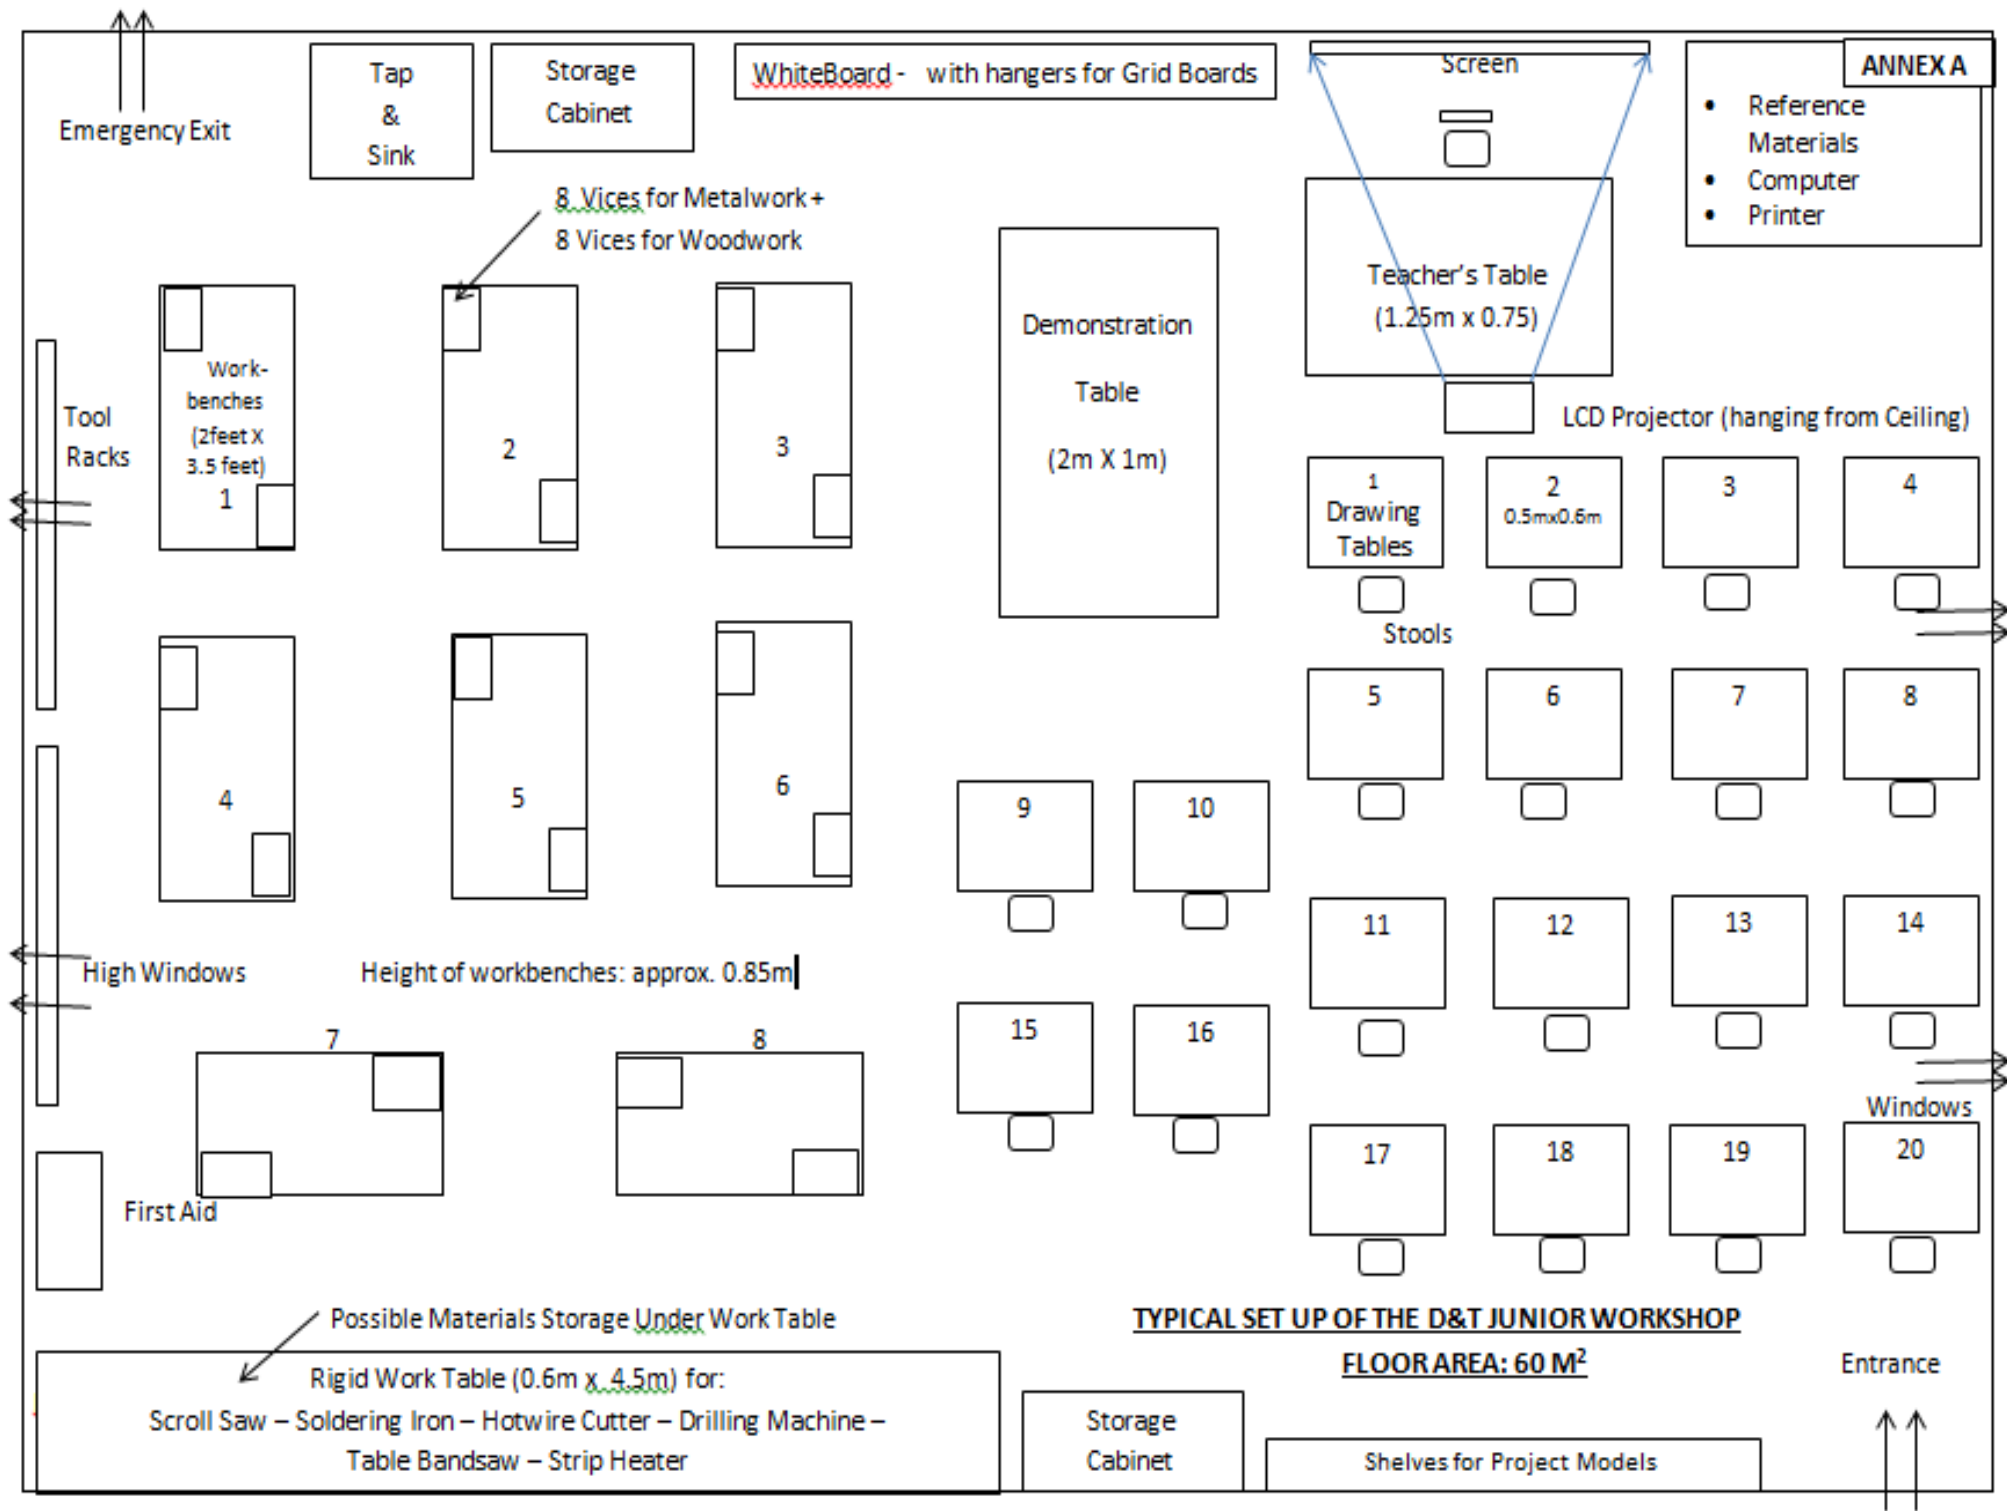 ANNEX A
Emergency Exit
Tap
&
Sink
Storage
Cabinet
WhiteBoard - with hangers for Grid Boards
Screen
• Reference
Materials
• Computer
• Printer
8 Vices for Metalwork +
8 Vices for Woodwork
Teacher's Table
(1.25m x 0.75)
Demonstration
Table
(2m X 1m)
LCD Projector (hanging from Ceiling)
Tool
Racks
Work-
benches
(2feet X
3.5 feet)
1
2
3
1
Drawing
Tables
2
0.5mx0.6m
3
4
Stools
4
5
6
5
6
7
8
9
10
11
12
13
14
High Windows
Height of workbenches: approx. 0.85m
7
8
15
16
Windows
17
18
19
20
First Aid
Possible Materials Storage Under Work Table
TYPICAL SET UP OF THE D&T JUNIOR WORKSHOP
FLOOR AREA: 60 M²
Entrance
Rigid Work Table (0.6m x 4.5m) for:
Scroll Saw – Soldering Iron – Hotwire Cutter – Drilling Machine –
Table Bandsaw – Strip Heater
Storage
Cabinet
Shelves for Project Models